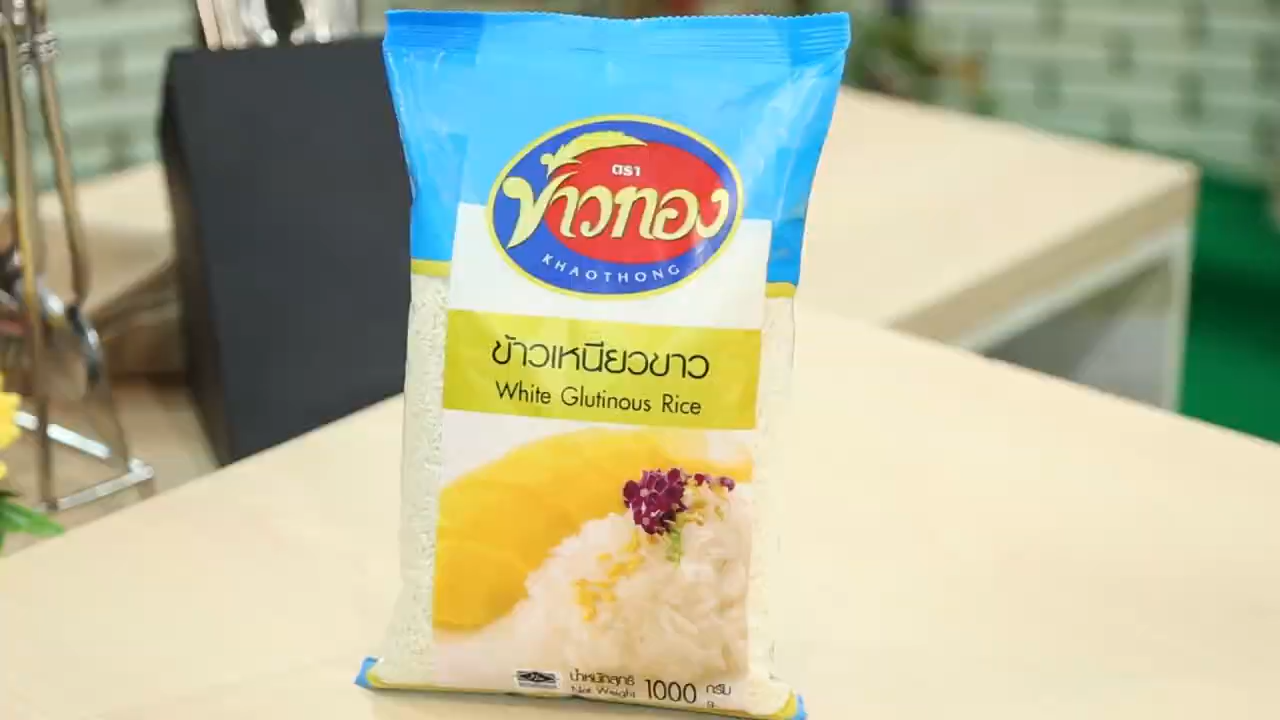 ตรา
ข้าวทอง
KHAOTHONG
ข้าวเหนียวขาว
White Glutinous Rice
น้ำหนักสุทธิ
Net Weight 1000 กรัม
g.